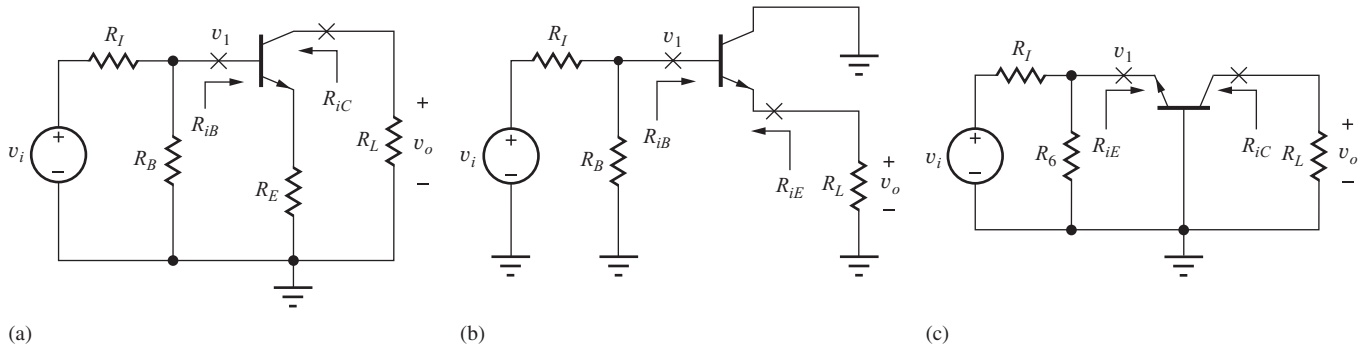 R_I
v_1
R_iB
R_iC
+
v_i
−
R_B
R_E
R_L
+
v_o
−
(a)
R_I
v_1
R_iB
+
v_i
−
R_B
R_iE
R_L
+
v_o
−
(b)
R_I
v_1
+
v_i
−
R_6
R_iE
R_iC
R_L
+
v_o
−
(c)